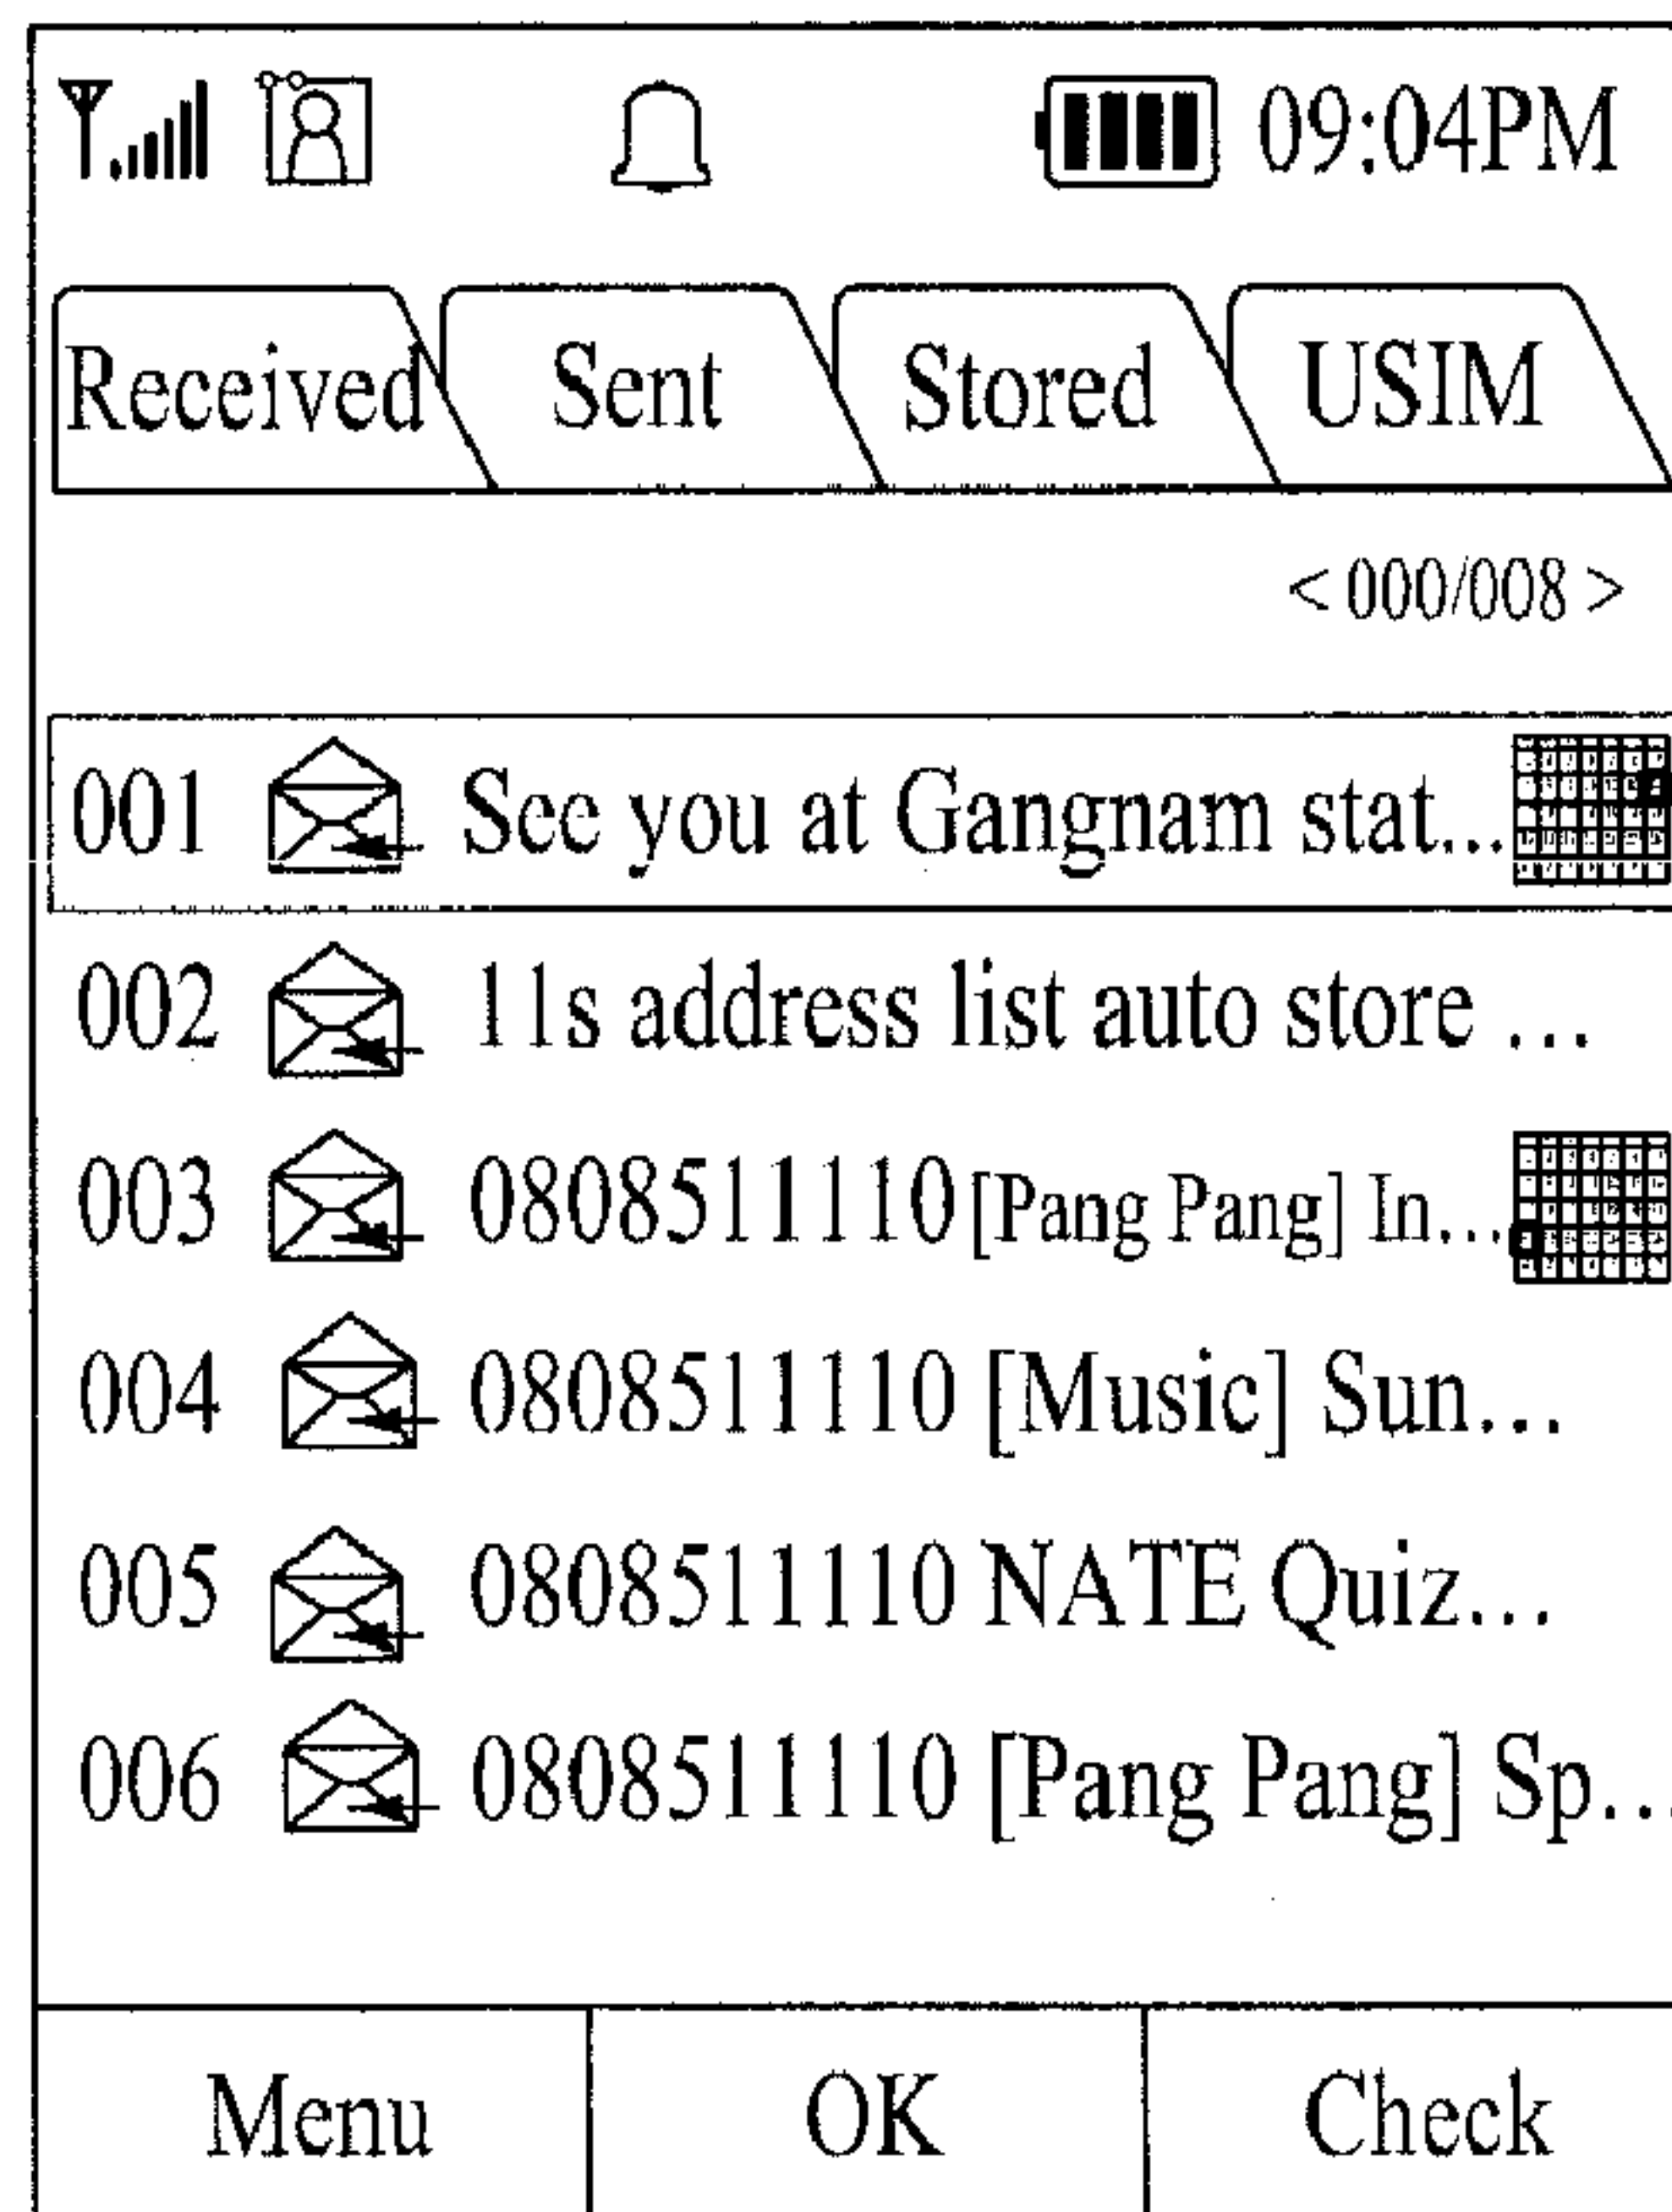 09:04PM
Received Sent Stored USIM
< 000/008 >
001 See you at Gangnam stat...
002 11s address list auto store ...
003 0808511110 [Pang Pang] In...
004 0808511110 [Music] Sun...
005 0808511110 NATE Quiz...
006 0808511110 [Pang Pang] Sp...
Menu OK Check